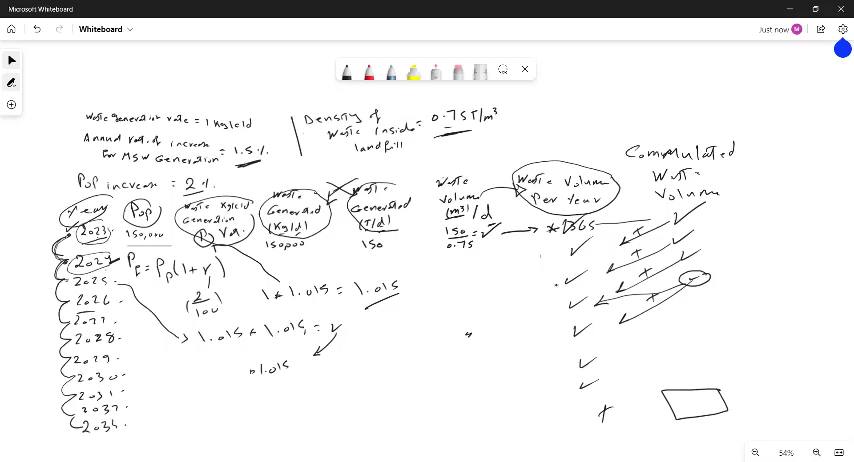 Microsoft Whiteboard
Whiteboard
Just now
M
Waste generation rate = 1 Kg/c/d
Annual rate of increase
For MSW Generation = 1.5 %
Density of
Waste inside
landfill
= 0.75 T/m³
Pop increase = 2 %
Year
Pop
Waste Kg/c/d
Generation
Rate
Waste
Generated
(Kg/d)
Waste
Generated
(T/d)
Waste
Volume
(m³)/d
Waste Volume
Per Year
Commulated
Waste
Volume
2023
150,000
150000
150
150
0.75
=
* 365
2024
PF = Pp (1 + r)
2
100
1 * 1.015 = 1.015
2025
2026
1.015 * 1.015 =
*1.015
2028
2029
2030
2031
54%